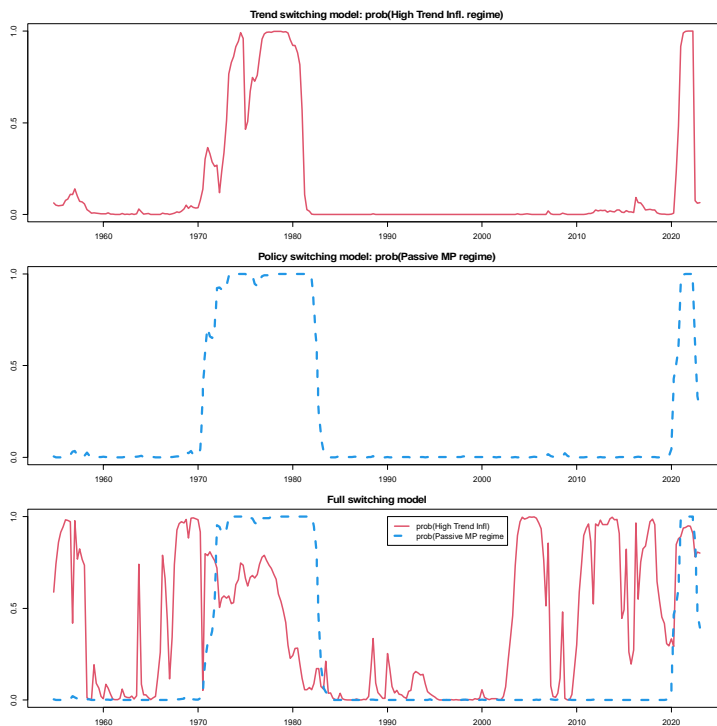 Trend switching model: prob(High Trend Infl. regime)
1.0
0.5
0.0
1960 1970 1980 1990 2000 2010 2020
Policy switching model: prob(Passive MP regime)
1.0
0.5
0.0
1960 1970 1980 1990 2000 2010 2020
Full switching model
1.0
0.5
0.0
prob(High Trend Infl)
prob(Passive MP regime
1960 1970 1980 1990 2000 2010 2020